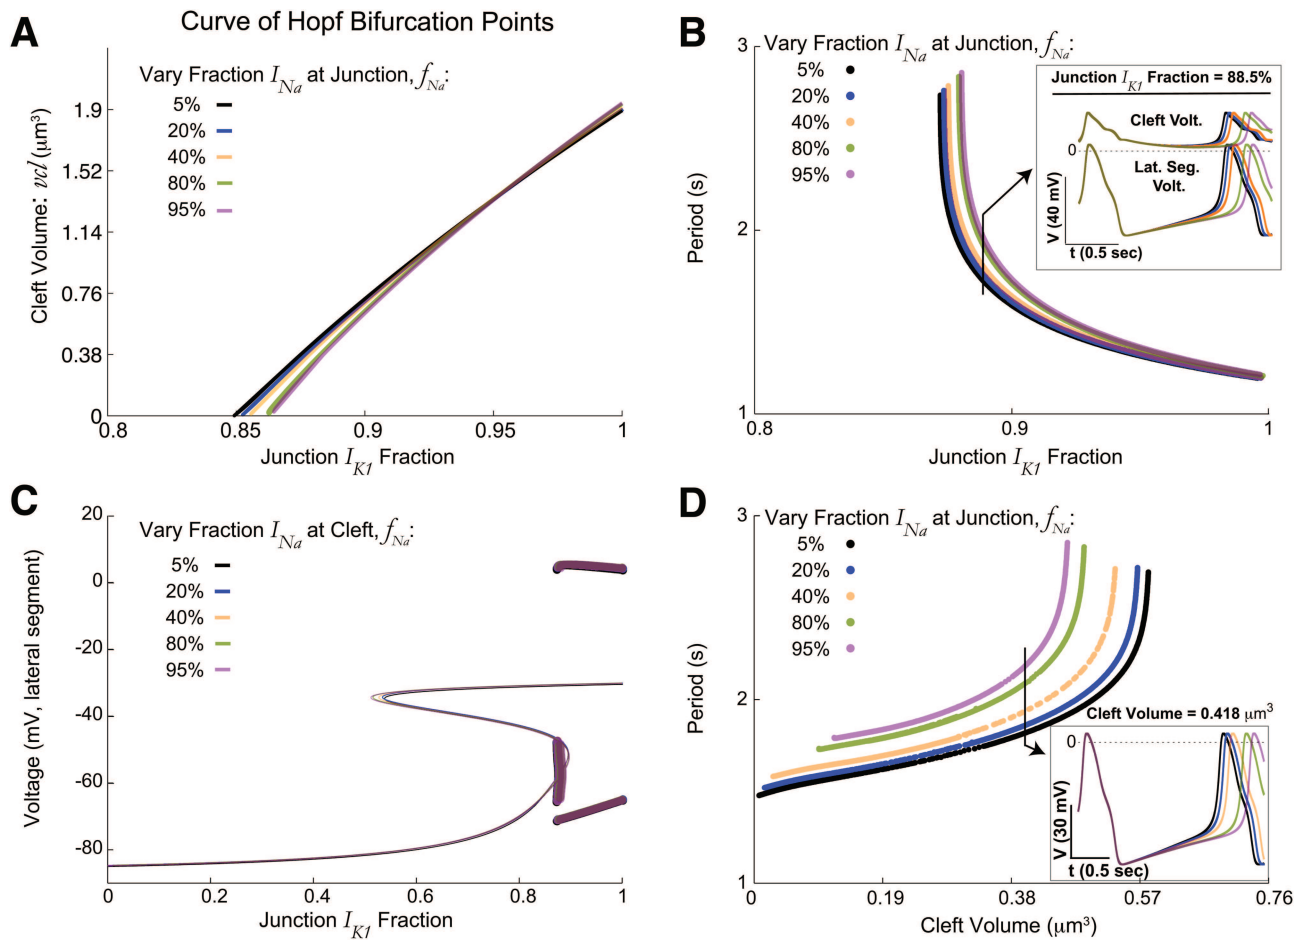 A
Curve of Hopf Bifurcation Points
Vary Fraction I_Na at Junction, f_Na:
5%
20%
40%
80%
95%
Cleft Volume: vcl (μm³)
1.9
1.52
1.14
0.76
0.38
0
0.8
0.85
0.9
0.95
1
Junction I_K1 Fraction
B
Vary Fraction I_Na at Junction, f_Na:
5%
20%
40%
80%
95%
Period (s)
3
2
1
0.8
0.9
1
Junction I_K1 Fraction
Junction I_K1 Fraction = 88.5%
Cleft Volt.
0
Lat. Seg.
Volt.
V (40 mV)
t (0.5 sec)
C
Vary Fraction I_Na at Cleft, f_Na:
5%
20%
40%
80%
95%
Voltage (mV, lateral segment)
20
0
-20
-40
-60
-80
0
0.2
0.4
0.6
0.8
1
Junction I_K1 Fraction
D
Vary Fraction I_Na at Junction, f_Na:
5%
20%
40%
80%
95%
Period (s)
3
2
1
0
0.19
0.38
0.57
0.76
Cleft Volume (μm³)
Cleft Volume = 0.418 μm³
0
V (30 mV)
t (0.5 sec)